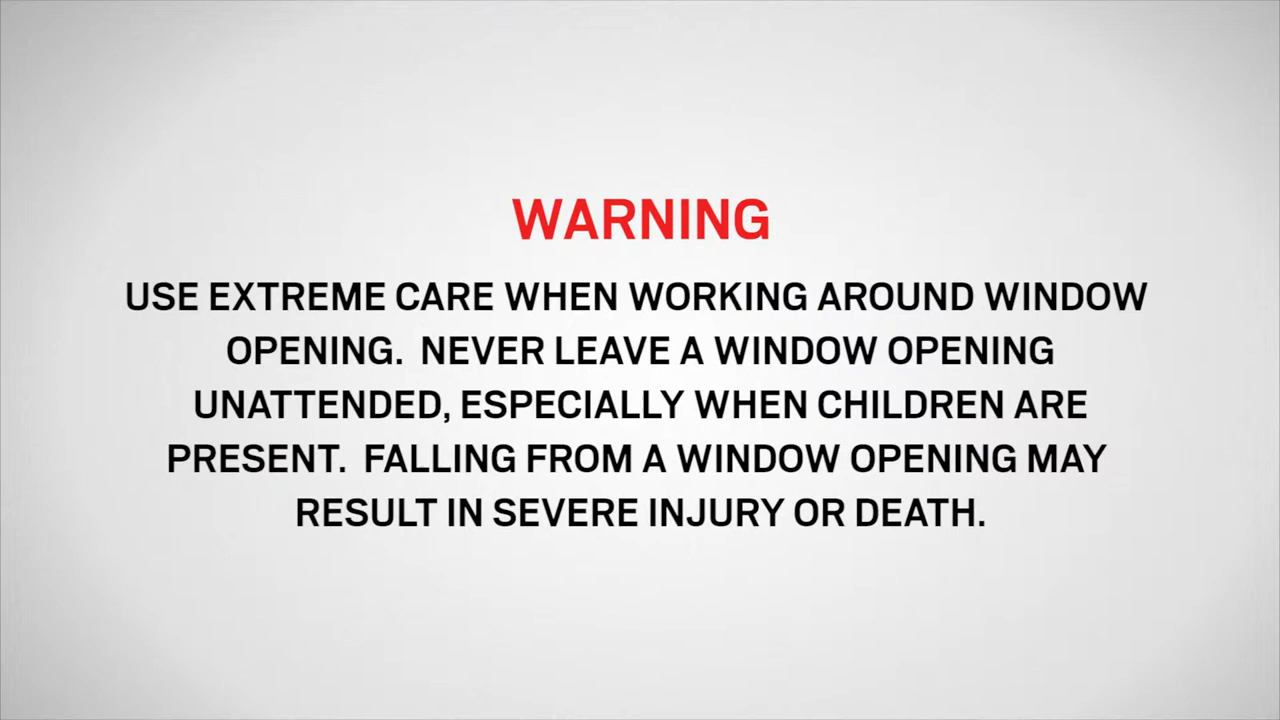 WARNING
USE EXTREME CARE WHEN WORKING AROUND WINDOW
OPENING.  NEVER LEAVE A WINDOW OPENING
UNATTENDED, ESPECIALLY WHEN CHILDREN ARE
PRESENT.  FALLING FROM A WINDOW OPENING MAY
RESULT IN SEVERE INJURY OR DEATH.